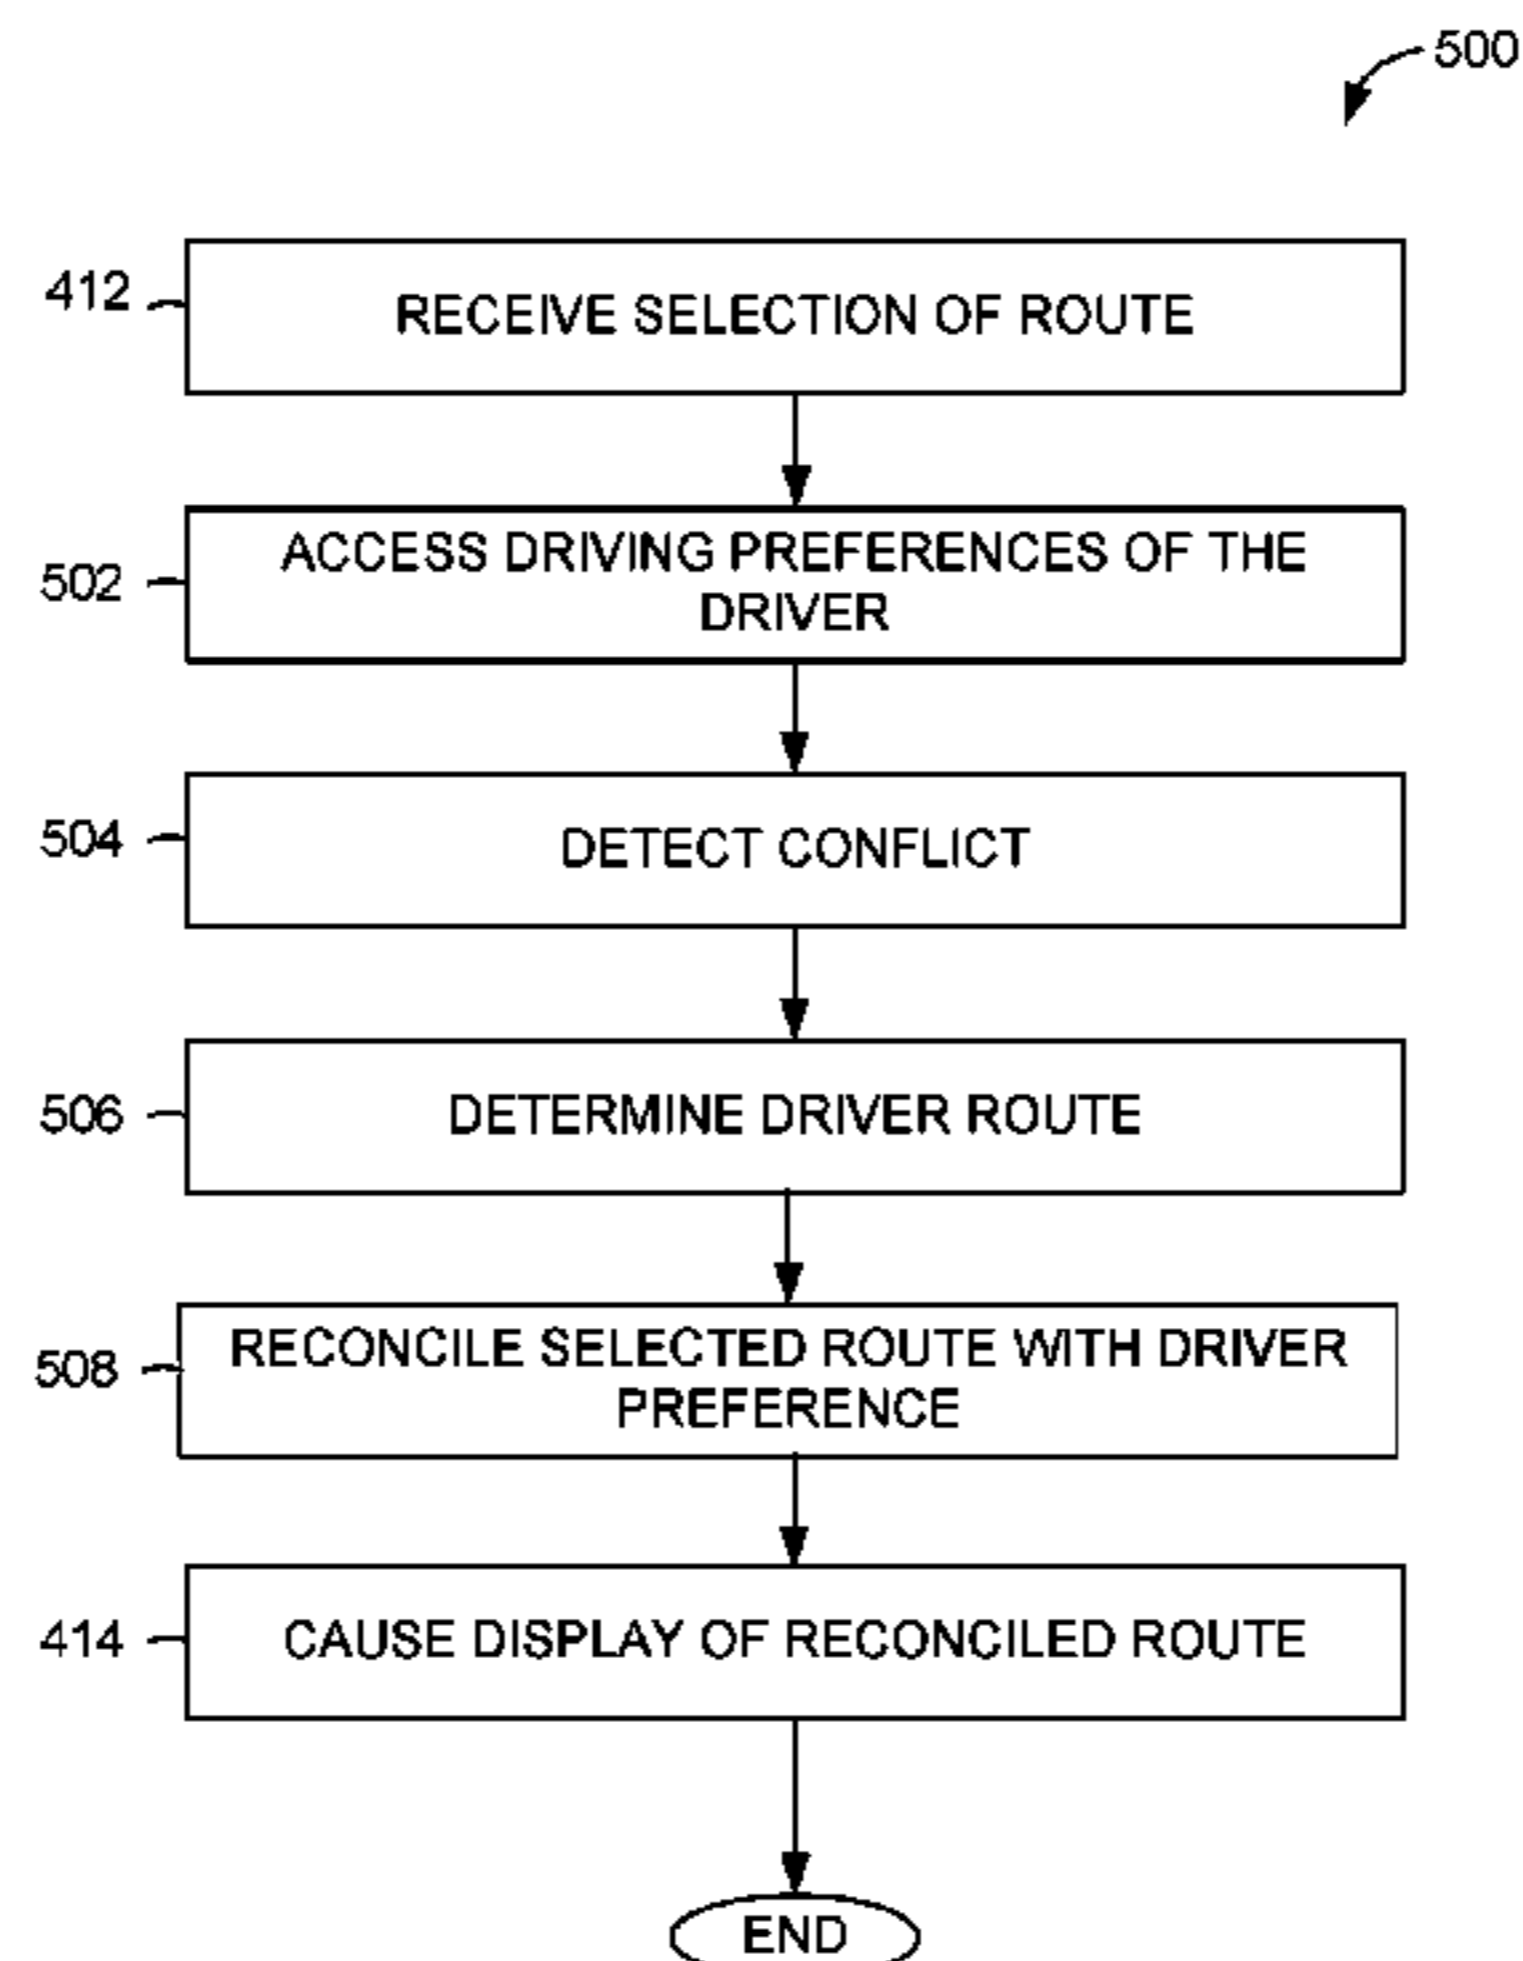 500
412
RECEIVE SELECTION OF ROUTE
502
ACCESS DRIVING PREFERENCES OF THE
DRIVER
504
DETECT CONFLICT
506
DETERMINE DRIVER ROUTE
508
RECONCILE SELECTED ROUTE WITH DRIVER
PREFERENCE
414
CAUSE DISPLAY OF RECONCILED ROUTE
END